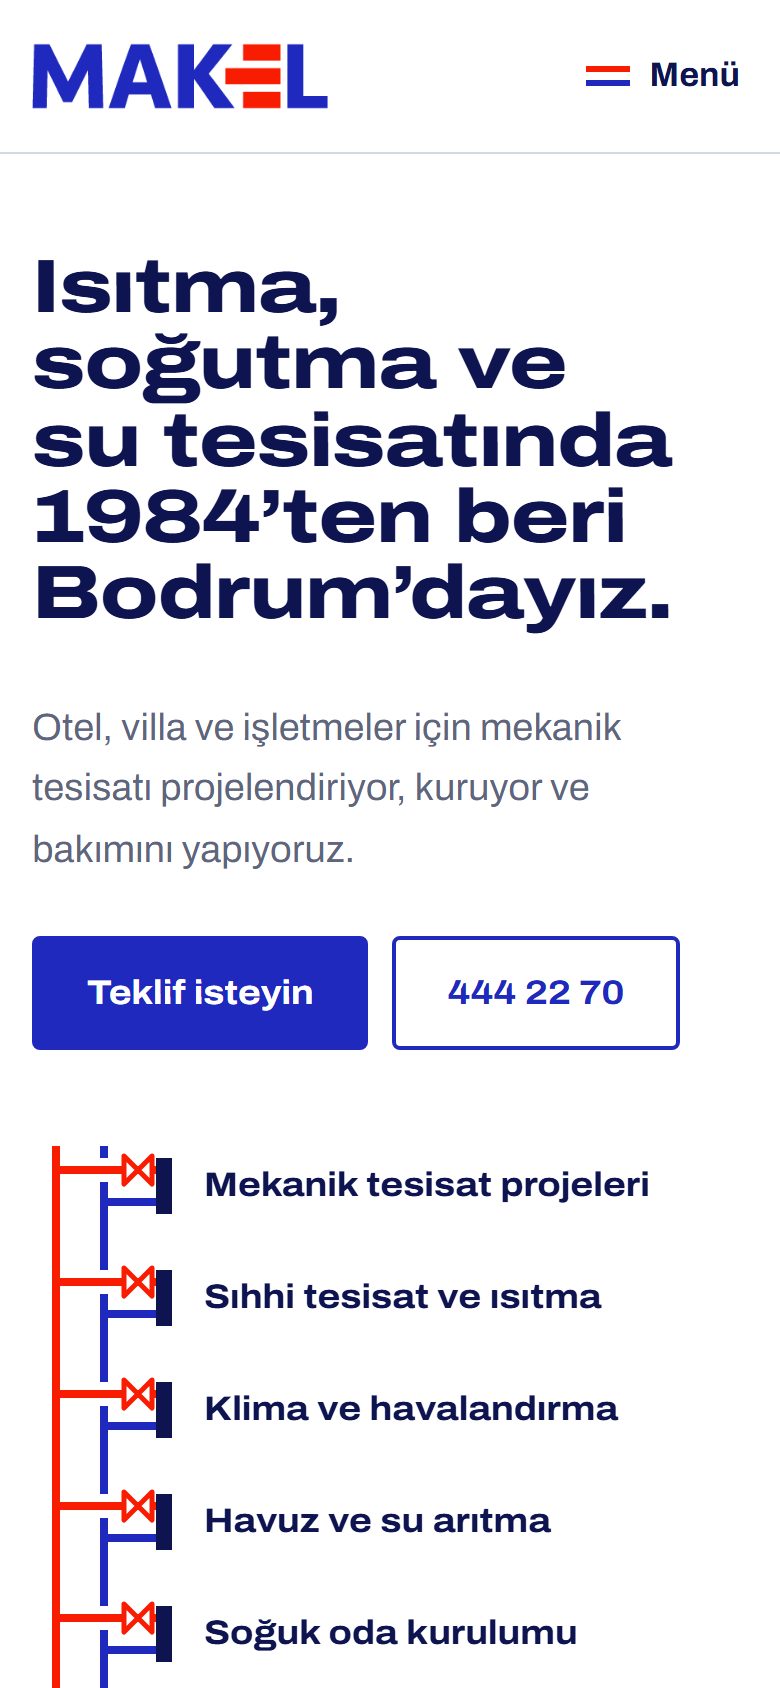 MAKEL
Menü
Isıtma,
soğutma ve
su tesisatında
1984’ten beri
Bodrum’dayız.
Otel, villa ve işletmeler için mekanik
tesisatı projelendiriyor, kuruyor ve
bakımını yapıyoruz.
Teklif isteyin
444 22 70
Mekanik tesisat projeleri
Sıhhi tesisat ve ısıtma
Klima ve havalandırma
Havuz ve su arıtma
Soğuk oda kurulumu